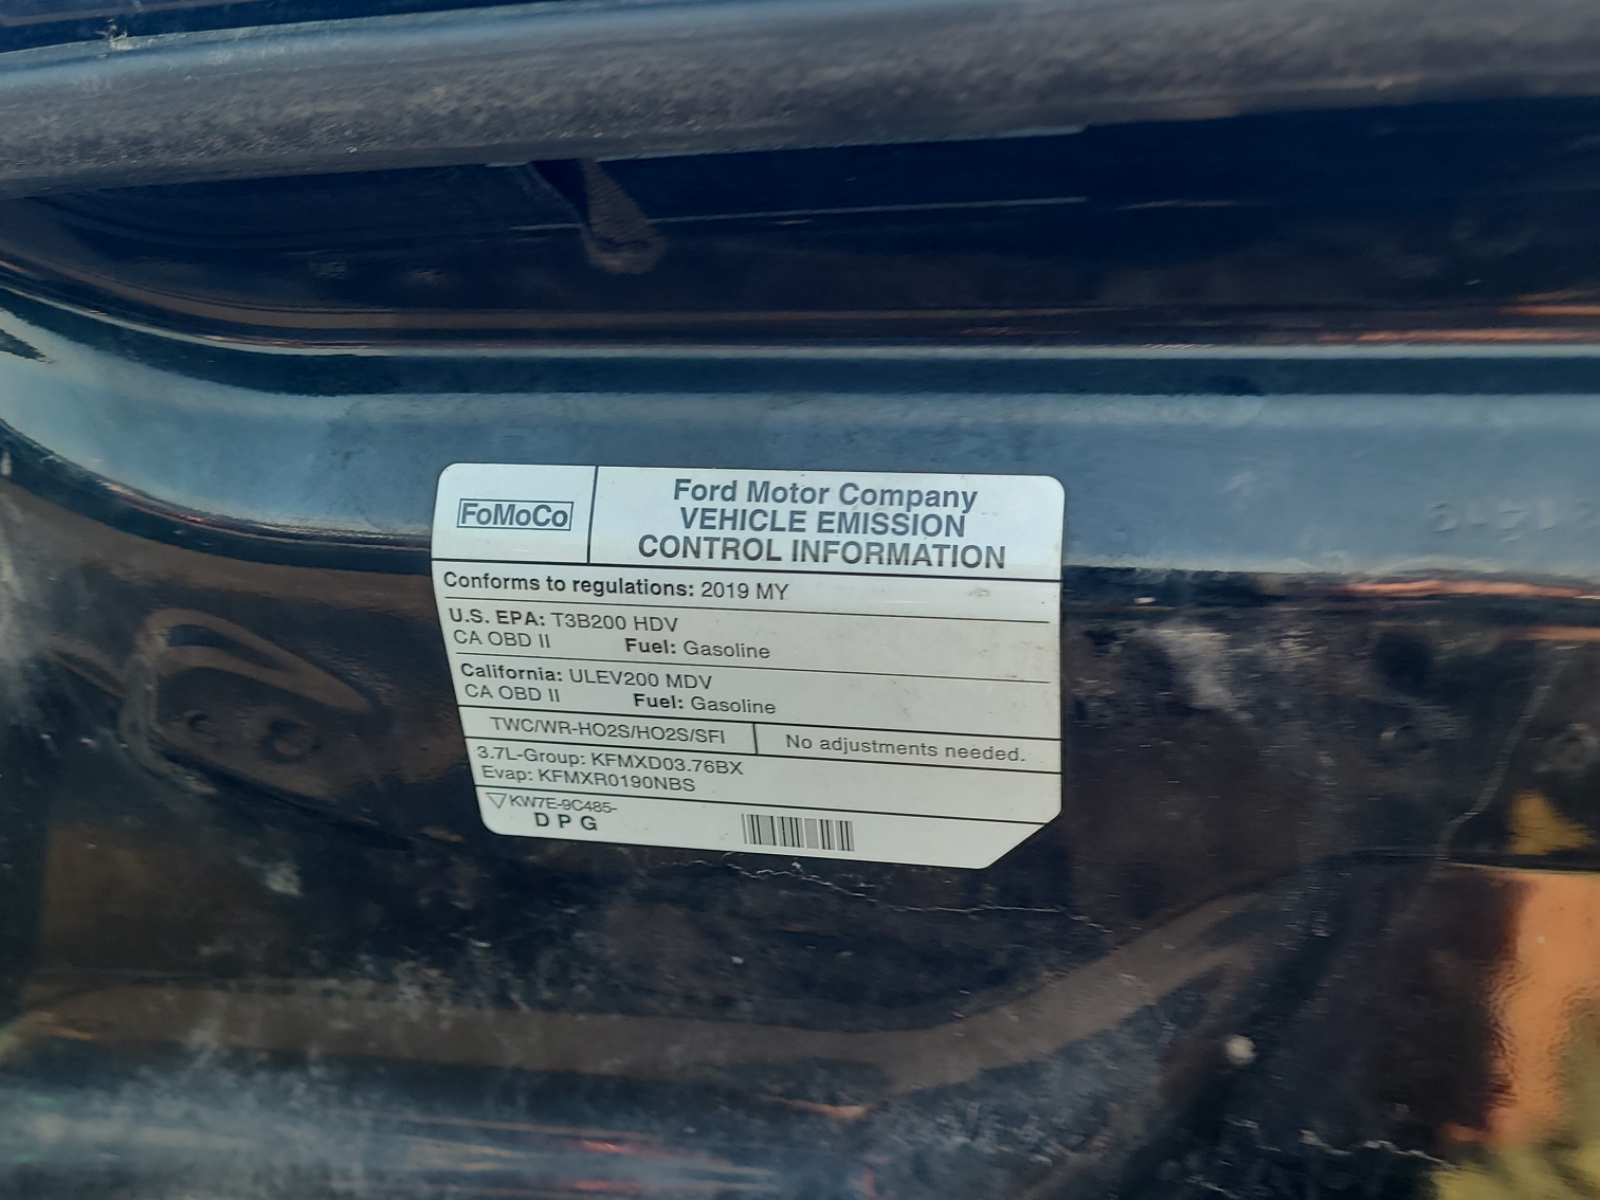 FoMoCo
Ford Motor Company
VEHICLE EMISSION
CONTROL INFORMATION
Conforms to regulations: 2019 MY
U.S. EPA: T3B200 HDV
CA OBD II Fuel: Gasoline
California: ULEV200 MDV
CA OBD II Fuel: Gasoline
TWC/WR-HO2S/HO2S/SFI
No adjustments needed.
3.7L-Group: KFMXD03.76BX
Evap: KFMXR0190NBS
KW7E-9C485-
D P G